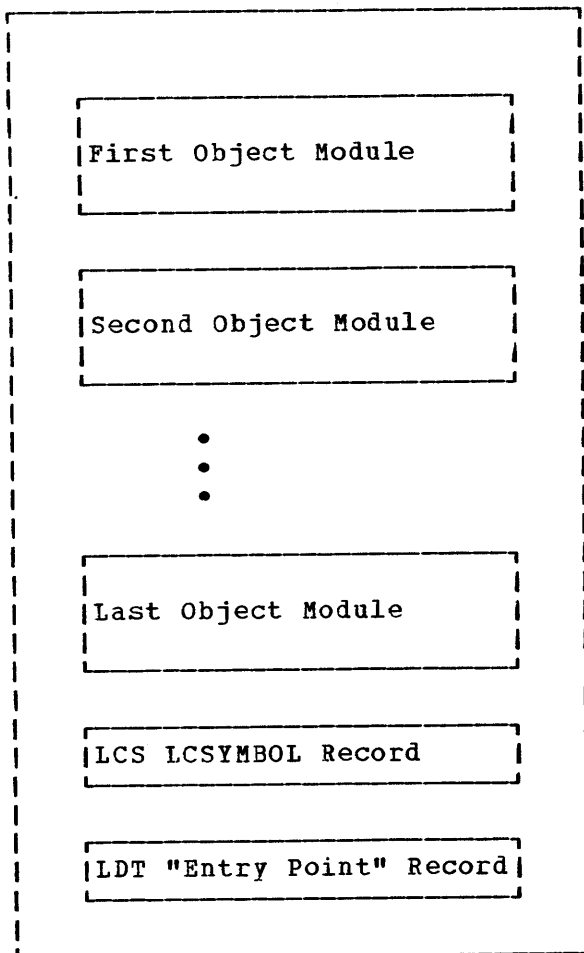 First Object Module
Second Object Module
Last Object Module
LCS LCSYMBOL Record
LDT "Entry Point" Record